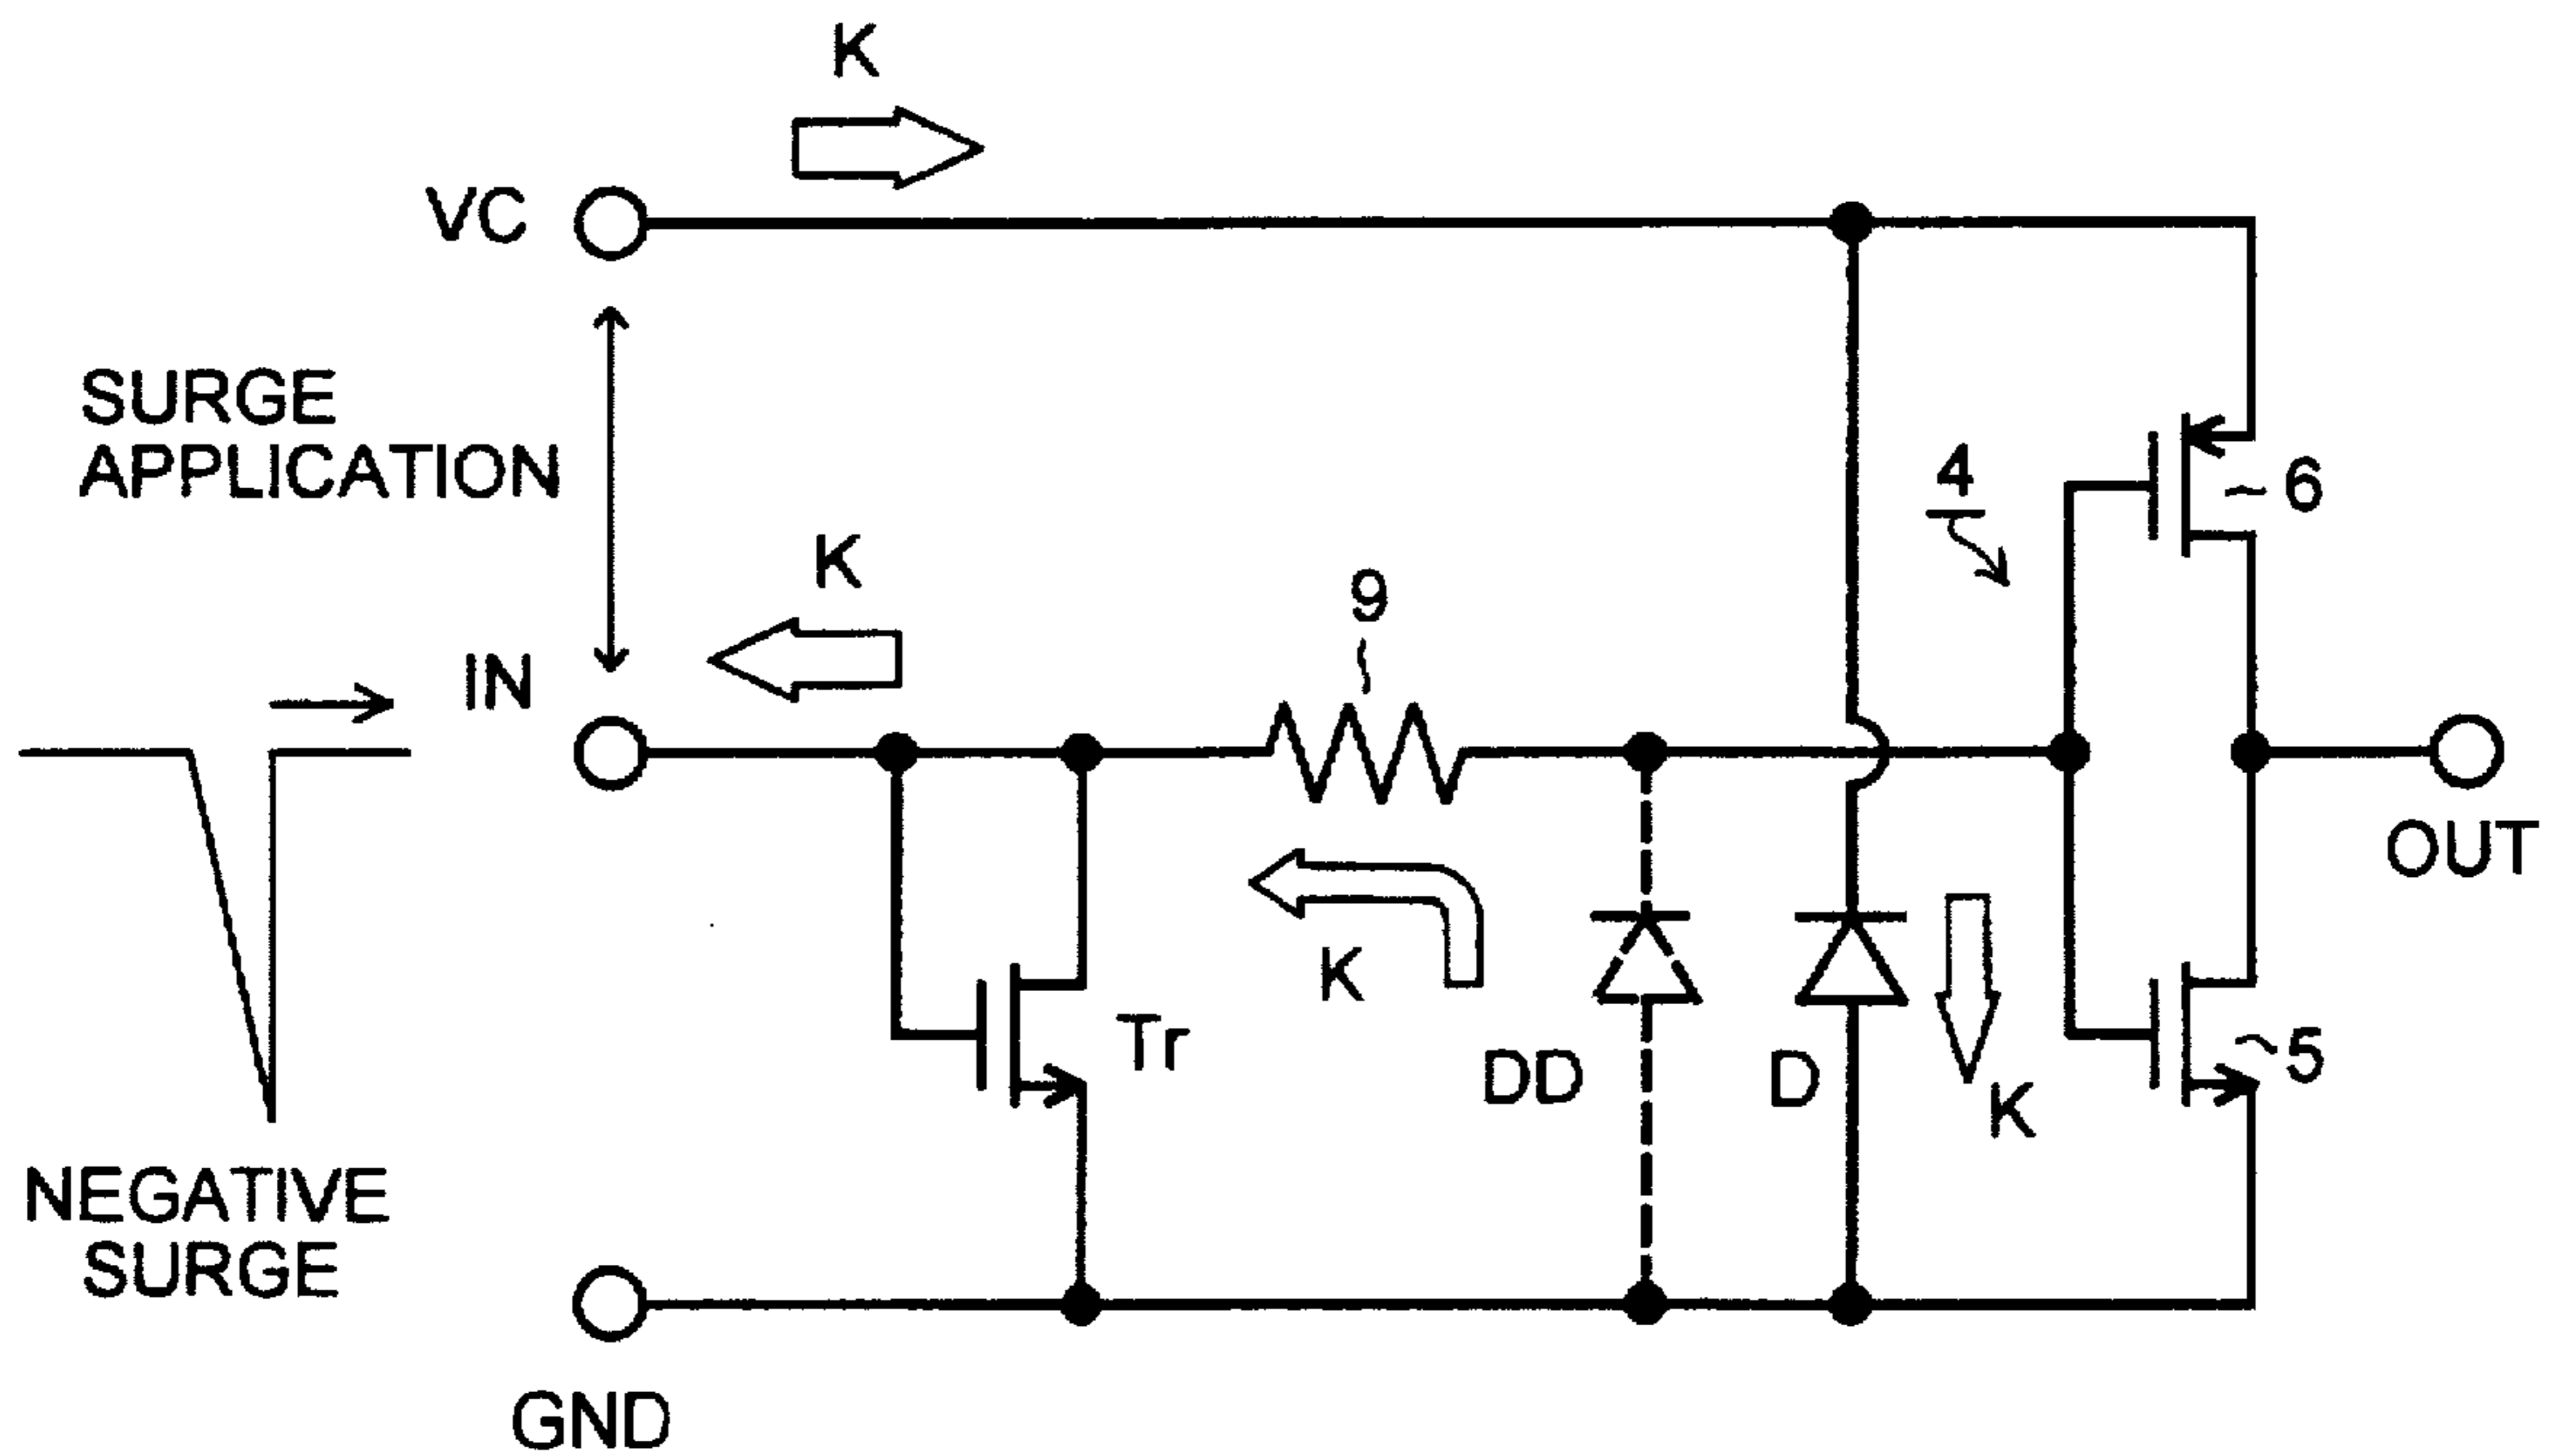 K
VC
SURGE
APPLICATION
4
6
K
9
IN
OUT
K
Tr
DD
D
K
5
NEGATIVE
SURGE
GND